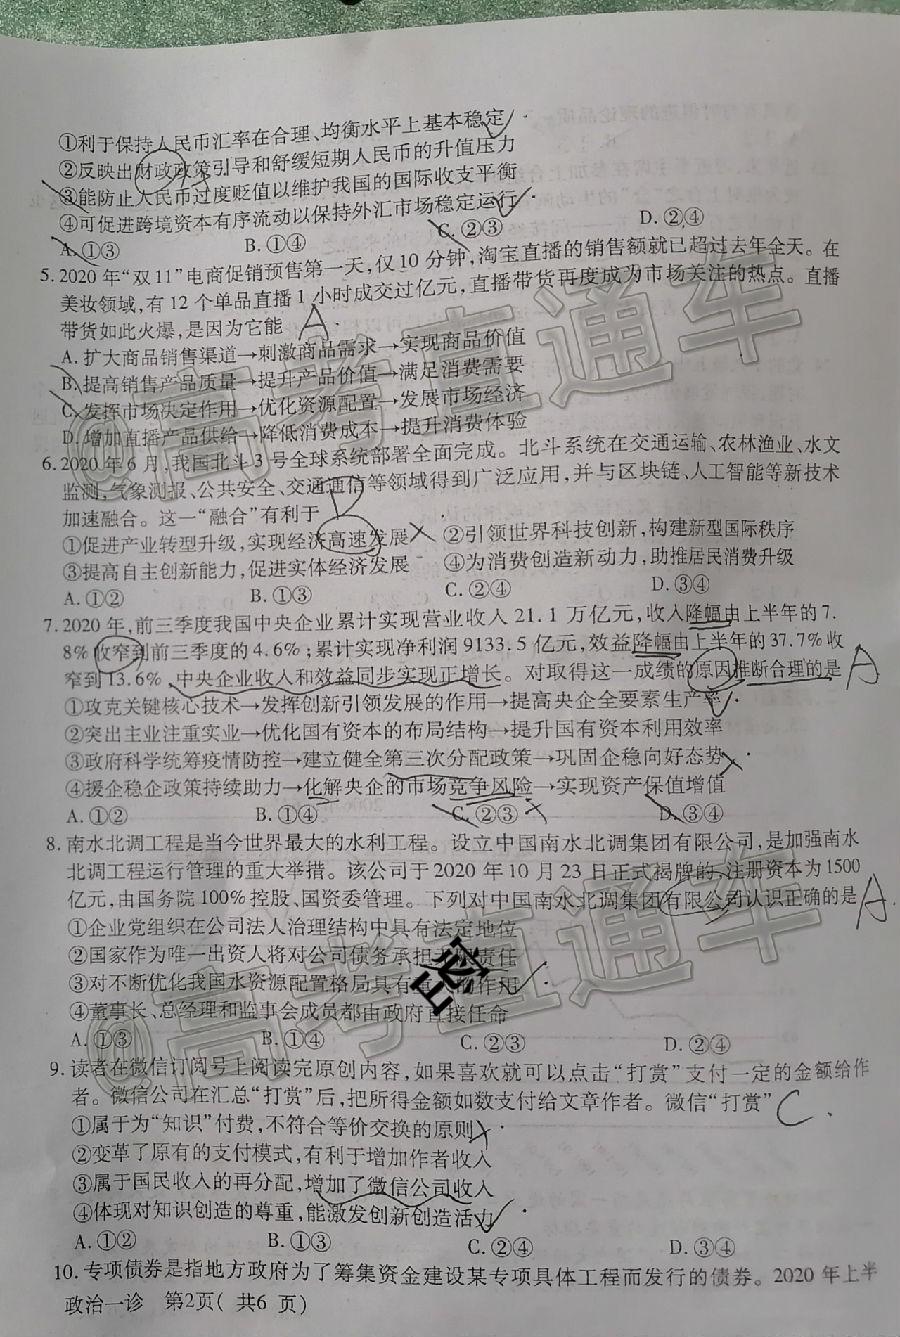 ①利于保持人民币汇率在合理、均衡水平上基本稳定
②反映出财政政策引导和舒缓短期人民币的升值压力
③能防止人民币过度贬值以维护我国的国际收支平衡
④可促进跨境资本有序流动以保持外汇市场稳定运行
A.①③ B.①④ C.②③ D.②④
5.2020年“双11”电商促销预售第一天,仅10分钟,淘宝直播的销售额就已超过去年全天。在
美妆领域,有12个单品直播1小时成交过亿元,直播带货再度成为市场关注的热点。直播
带货如此火爆,是因为它能 A
A.扩大商品销售渠道→刺激商品需求→实现商品价值
B.提高销售产品质量→提升产品价值→满足消费需要
C.发挥市场决定作用→优化资源配置→发展市场经济
D.增加直播产品供给→降低消费成本→提升消费体验
6.2020年6月,我国北斗3号全球系统部署全面完成。北斗系统在交通运输、农林渔业、水文
监测,气象测报、公共安全、交通通信等领域得到广泛应用,并与区块链、人工智能等新技术
加速融合。这一“融合”有利于 D
①促进产业转型升级,实现经济高速发展 ②引领世界科技创新,构建新型国际秩序
③提高自主创新能力,促进实体经济发展 ④为消费创造新动力,助推居民消费升级
A.①② B.①③ C.②④ D.③④
7.2020年,前三季度我国中央企业累计实现营业收入21.1万亿元,收入降幅由上半年的7.
8%收窄到前三季度的4.6%;累计实现净利润9133.5亿元,效益降幅由上半年的37.7%收
窄到13.6%,中央企业收入和效益同步实现正增长。对取得这一成绩的原因推断合理的是 A
①攻克关键核心技术→发挥创新引领发展的作用→提高央企全要素生产率
②突出主业注重实业→优化国有资本的布局结构→提升国有资本利用效率
③政府科学统筹疫情防控→建立健全第三次分配政策→巩固企稳向好态势
④援企稳企政策持续助力→化解央企的市场竞争风险→实现资产保值增值
A.①② B.①④ C.②③ D.③④
8.南水北调工程是当今世界最大的水利工程。设立中国南水北调集团有限公司,是加强南水
北调工程运行管理的重大举措。该公司于2020年10月23日正式揭牌的,注册资本为1500
亿元,由国务院100%控股、国资委管理。下列对中国南水北调集团有限公司认识正确的是 A
①企业党组织在公司法人治理结构中具有法定地位
②国家作为唯一出资人将对公司债务承担 责任
③对不断优化我国水资源配置格局具有 的作用
④董事长、总经理和监事会成员都由政府直接任命
密
A.①③ B.①④ C.②③ D.②④
9.读者在微信订阅号上阅读完原创内容,如果喜欢就可以点击“打赏”支付一定的金额给作
者。微信公司在汇总“打赏”后,把所得金额如数支付给文章作者。微信“打赏” C
①属于为“知识”付费,不符合等价交换的原则
②变革了原有的支付模式,有利于增加作者收入
③属于国民收入的再分配,增加了微信公司收入
④体现对知识创造的尊重,能激发创新创造活力
A.①② B.①③ C.②④ D.③④
10.专项债券是指地方政府为了筹集资金建设某专项具体工程而发行的债券。2020年上半
政治一诊 第2页(共6页)
@高考直通车
@高考直通车